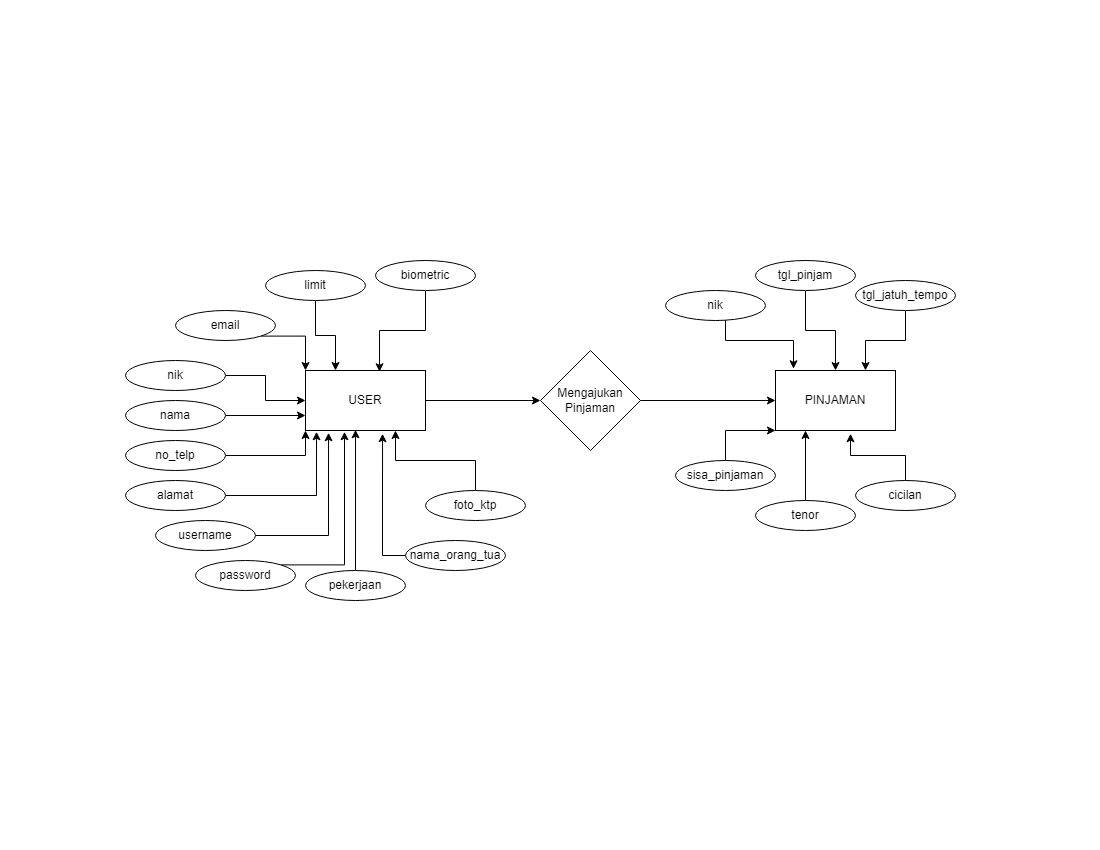 biometric
limit
email
nik
nama
no_telp
alamat
username
password
pekerjaan
nama_orang_tua
foto_ktp
USER
Mengajukan
Pinjaman
tgl_pinjam
tgl_jatuh_tempo
nik
PINJAMAN
sisa_pinjaman
cicilan
tenor